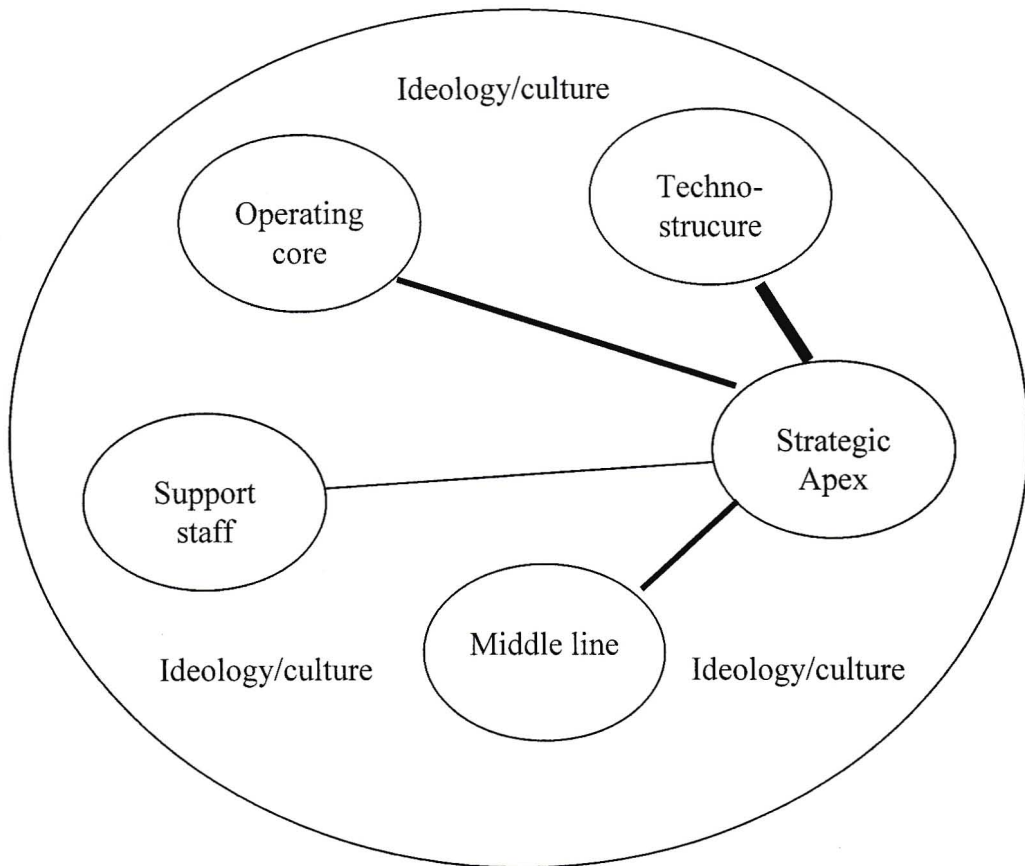 Ideology/culture
Techno-
strucure
Operating
core
Strategic
Apex
Support
staff
Middle line
Ideology/culture
Ideology/culture